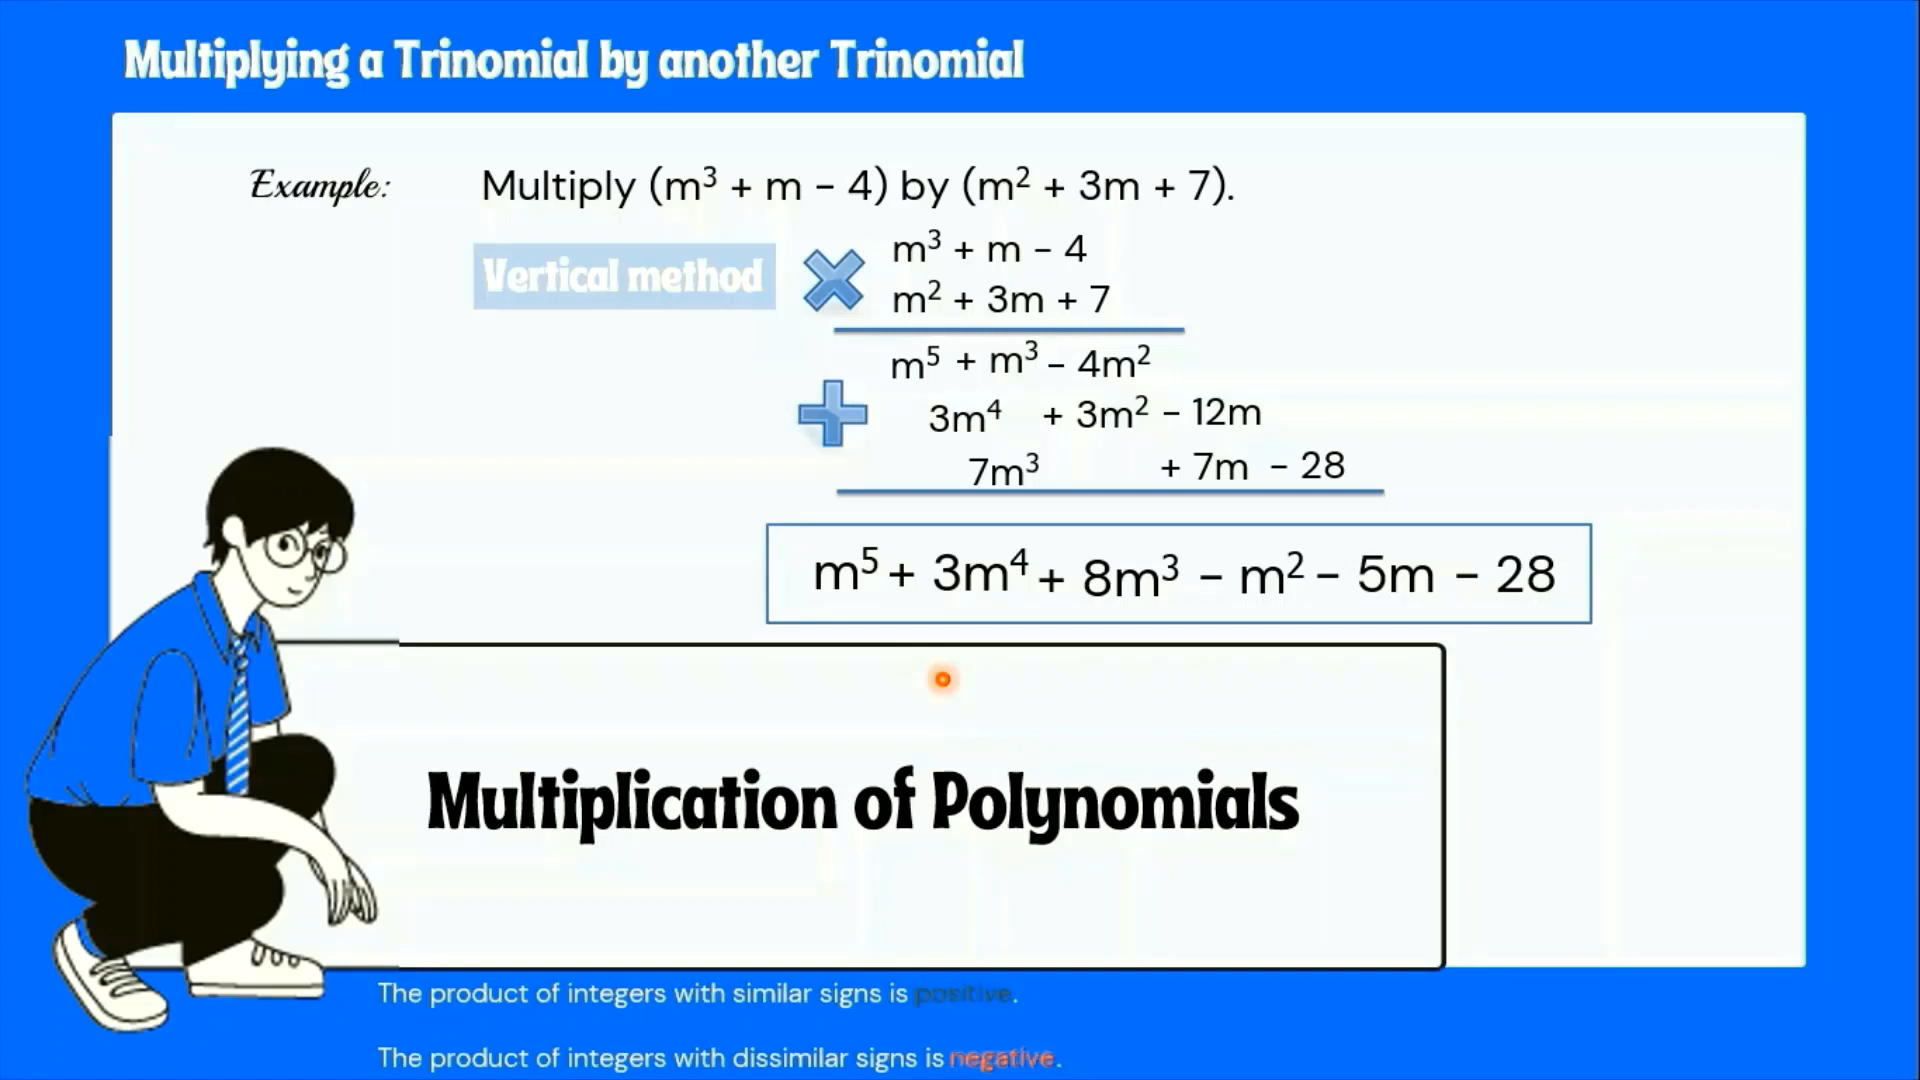 Multiplying a Trinomial by another Trinomial
Example: Multiply (m³ + m − 4) by (m² + 3m + 7).
Vertical method
m³ + m − 4
m² + 3m + 7
m⁵ + m³ − 4m²
3m⁴ + 3m² − 12m
7m³ + 7m − 28
m⁵ + 3m⁴ + 8m³ − m² − 5m − 28
Multiplication of Polynomials
The product of integers with similar signs is positive.
The product of integers with dissimilar signs is negative.